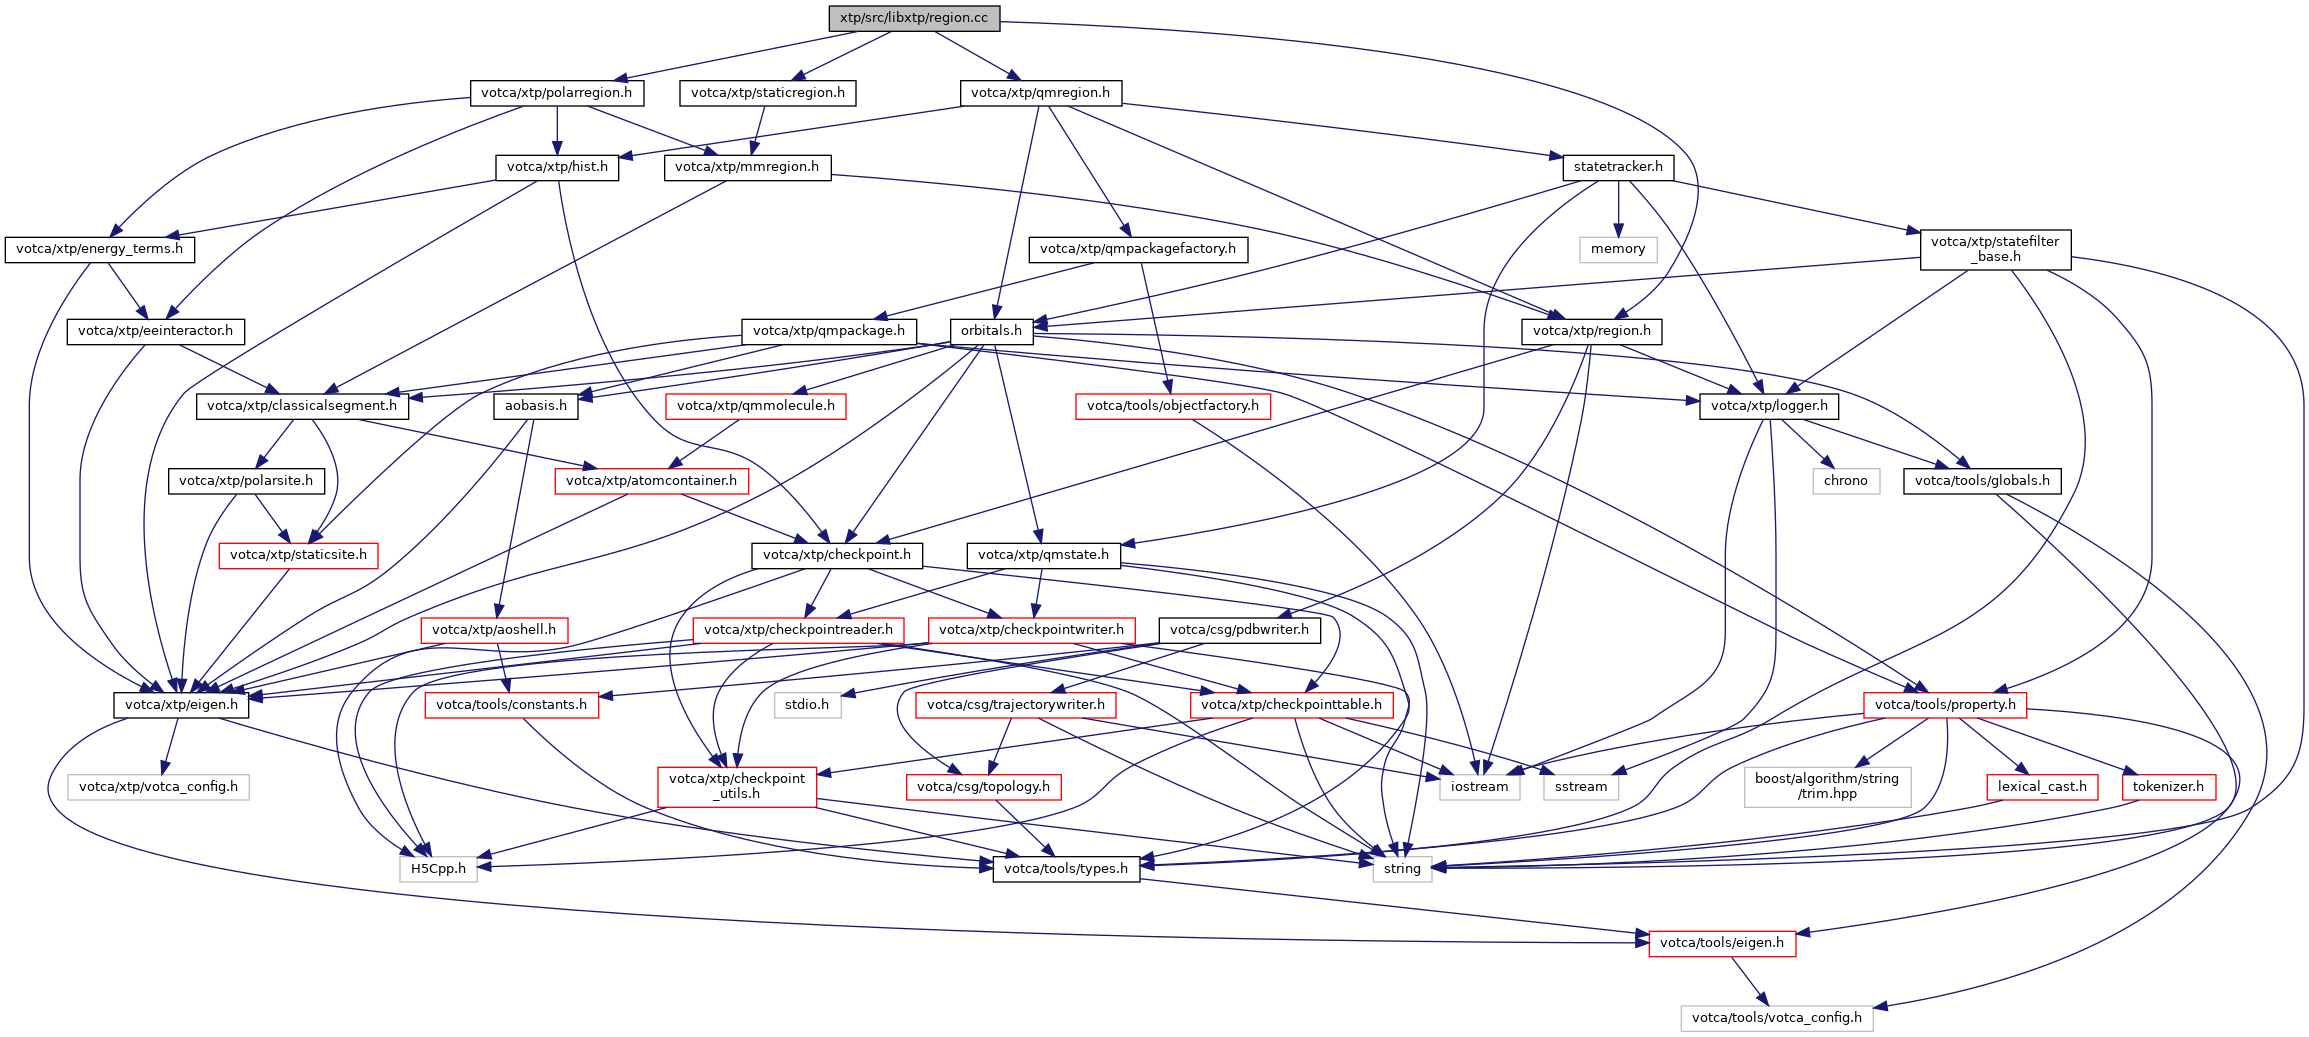 xtp/src/libxtp/region.cc
votca/xtp/polarregion.h
votca/xtp/staticregion.h
votca/xtp/qmregion.h
votca/xtp/hist.h
votca/xtp/mmregion.h
statetracker.h
votca/xtp/energy_terms.h
votca/xtp/qmpackagefactory.h
memory
votca/xtp/statefilter
_base.h
votca/xtp/eeinteractor.h
votca/xtp/qmpackage.h
orbitals.h
votca/xtp/region.h
votca/xtp/classicalsegment.h
aobasis.h
votca/xtp/qmmolecule.h
votca/tools/objectfactory.h
votca/xtp/logger.h
votca/xtp/polarsite.h
votca/xtp/atomcontainer.h
chrono
votca/tools/globals.h
votca/xtp/staticsite.h
votca/xtp/checkpoint.h
votca/xtp/qmstate.h
votca/xtp/aoshell.h
votca/xtp/checkpointreader.h
votca/xtp/checkpointwriter.h
votca/csg/pdbwriter.h
votca/xtp/eigen.h
votca/tools/constants.h
stdio.h
votca/csg/trajectorywriter.h
votca/xtp/checkpointtable.h
votca/tools/property.h
votca/xtp/votca_config.h
votca/xtp/checkpoint
_utils.h
votca/csg/topology.h
iostream
sstream
boost/algorithm/string
/trim.hpp
lexical_cast.h
tokenizer.h
H5Cpp.h
votca/tools/types.h
string
votca/tools/eigen.h
votca/tools/votca_config.h